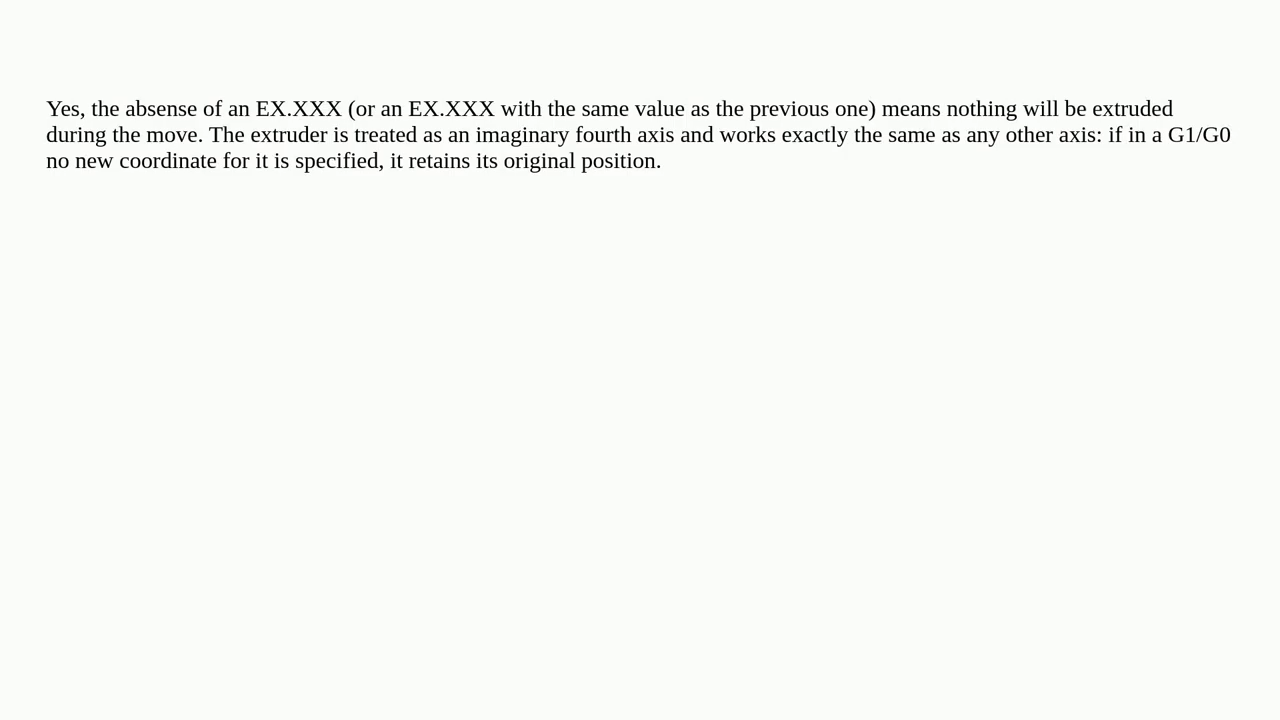 Yes, the absense of an EX.XXX (or an EX.XXX with the same value as the previous one) means nothing will be extruded
during the move. The extruder is treated as an imaginary fourth axis and works exactly the same as any other axis: if in a G1/G0
no new coordinate for it is specified, it retains its original position.